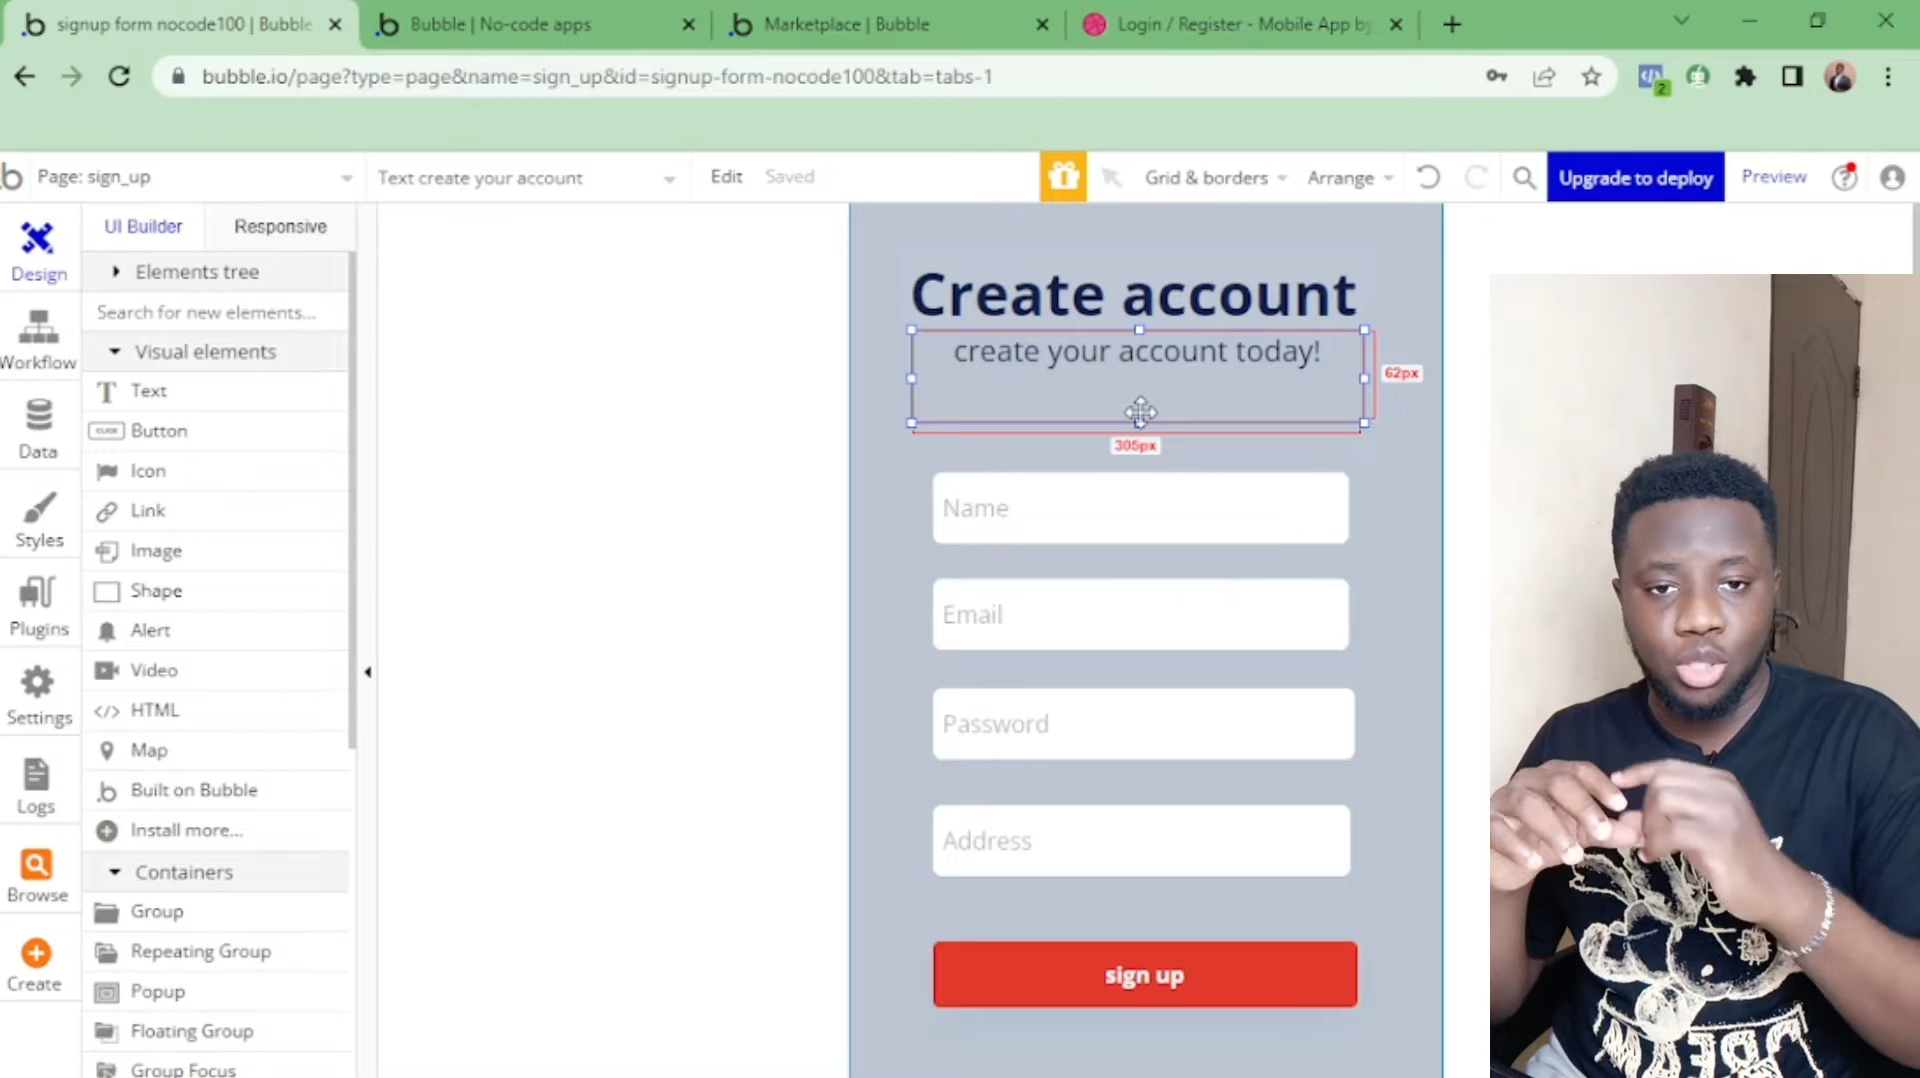 signup form nocode100 | Bubble
Bubble | No-code apps
Marketplace | Bubble
Login / Register - Mobile App by
bubble.io/page?type=page&name=sign_up&id=signup-form-nocode100&tab=tabs-1
2
Page: sign_up
Text create your account
Edit
Saved
Grid & borders
Arrange
Upgrade to deploy
Preview
Design
Workflow
Data
Styles
Plugins
Settings
Logs
Browse
Create
UI Builder
Responsive
Elements tree
Search for new elements...
Visual elements
Text
CLICK
Button
Icon
Link
Image
Shape
Alert
Video
HTML
Map
Built on Bubble
Install more...
Containers
Group
Repeating Group
Popup
Floating Group
Group Focus
Create account
create your account today!
62px
305px
Name
Email
Password
Address
sign up